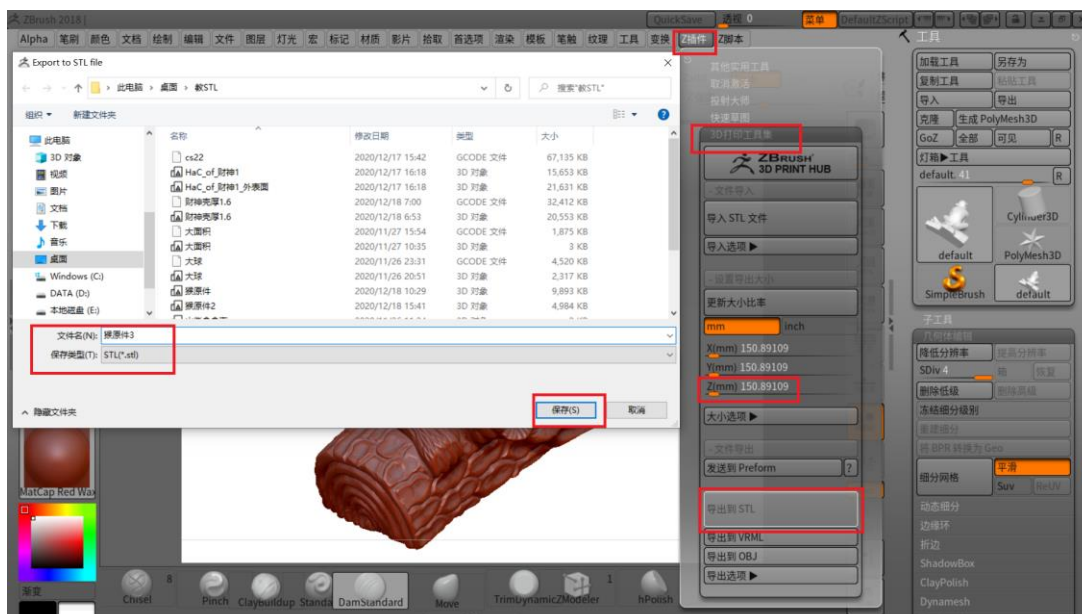 ZBrush 2018 [
QuickSave 透视 0 菜单 DefaultZScript
Alpha 笔刷 颜色 文档 绘制 编辑 文件 图层 灯光 宏 标记 材质 影片 拾取 首选项 渲染 模板 笔触 纹理 工具 变换 Z插件 Z脚本
Export to STL file
此电脑 › 桌面 › 教STL
搜索"教STL"
组织 新建文件夹
此电脑
3D 对象
视频
图片
文档
下载
音乐
桌面
Windows (C:)
DATA (D:)
本地磁盘 (E:)
名称 修改日期 类型 大小
cs22 2020/12/17 15:42 GCODE 文件 67,135 KB
HaC_of_财神1 2020/12/17 16:18 3D 对象 15,653 KB
HaC_of_财神1_外表面 2020/12/17 16:18 3D 对象 21,631 KB
财神壳厚1.6 2020/12/18 7:00 GCODE 文件 32,412 KB
财神壳厚1.6 2020/12/18 6:53 3D 对象 20,553 KB
大面积 2020/11/27 15:54 GCODE 文件 1,875 KB
大面积 2020/11/27 10:35 3D 对象 3 KB
大球 2020/11/26 23:31 GCODE 文件 4,520 KB
大球 2020/11/26 20:51 3D 对象 2,317 KB
猴原件 2020/12/18 10:29 3D 对象 9,893 KB
猴原件2 2020/12/18 15:41 3D 对象 4,984 KB
文件名(N): 猴原件3
保存类型(T): STL(*.stl)
隐藏文件夹
保存(S) 取消
其他实用工具
取消激活
投射大师
快速草图
3D打印工具集
ZBRUSH
3D PRINT HUB
- 文件导入
导入 STL 文件
导入选项 ▶
- 设置导出大小
更新大小比率
mm inch
X(mm) 150.89109
Y(mm) 150.89109
Z(mm) 150.89109
大小选项 ▶
- 文件导出
发送到 Preform ?
导出到 STL
导出到 VRML
导出到 OBJ
导出选项 ▶
工具
加载工具 另存为
复制工具 粘贴工具
导入 导出
克隆 生成 PolyMesh3D
GoZ 全部 可见 R
灯箱▶工具
default. 41 R
default
Cylinder3D
PolyMesh3D
SimpleBrush
default
子工具
几何体编辑
降低分辨率 提高分辨率
SDiv 4 恢复
删除低级 删除高级
冻结细分级别
重建细分
将 BPR 转换为 Geo
细分网格 平滑
Suv ReUV
动态细分
边缘环
折边
ShadowBox
ClayPolish
Dynamesh
MatCap Red Wax
渐变
Chisel
8
Pinch
ClayBuildup
Standa
DamStandard
Move
TrimDynamic
ZModeler
1
hPolish